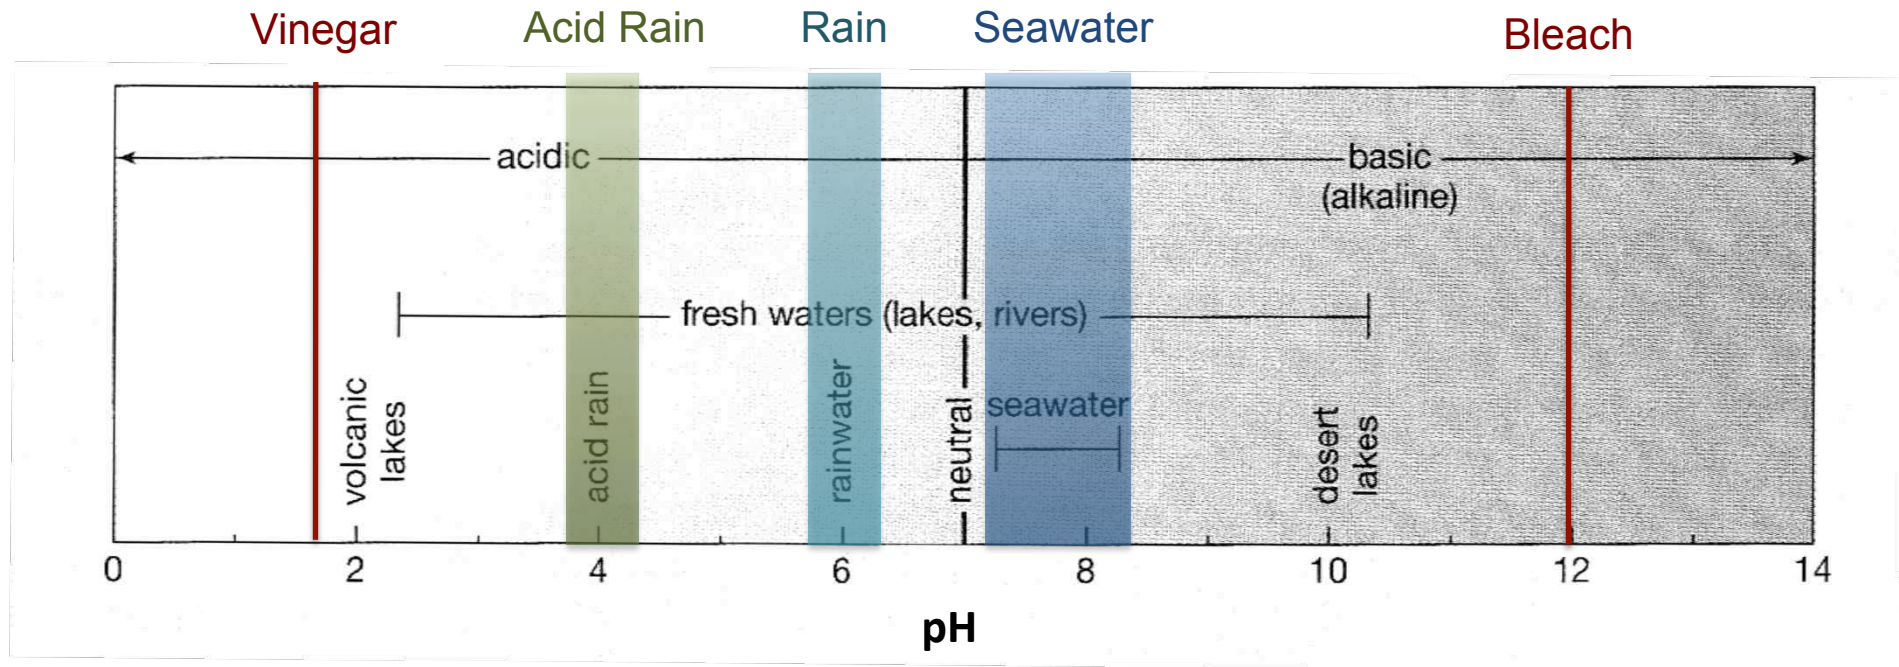 Vinegar
Acid Rain
Rain
Seawater
Bleach
acidic
basic
(alkaline)
fresh waters (lakes, rivers)
volcanic
lakes
acid rain
rainwater
neutral
seawater
desert
lakes
0 2 4 6 8 10 12 14
pH